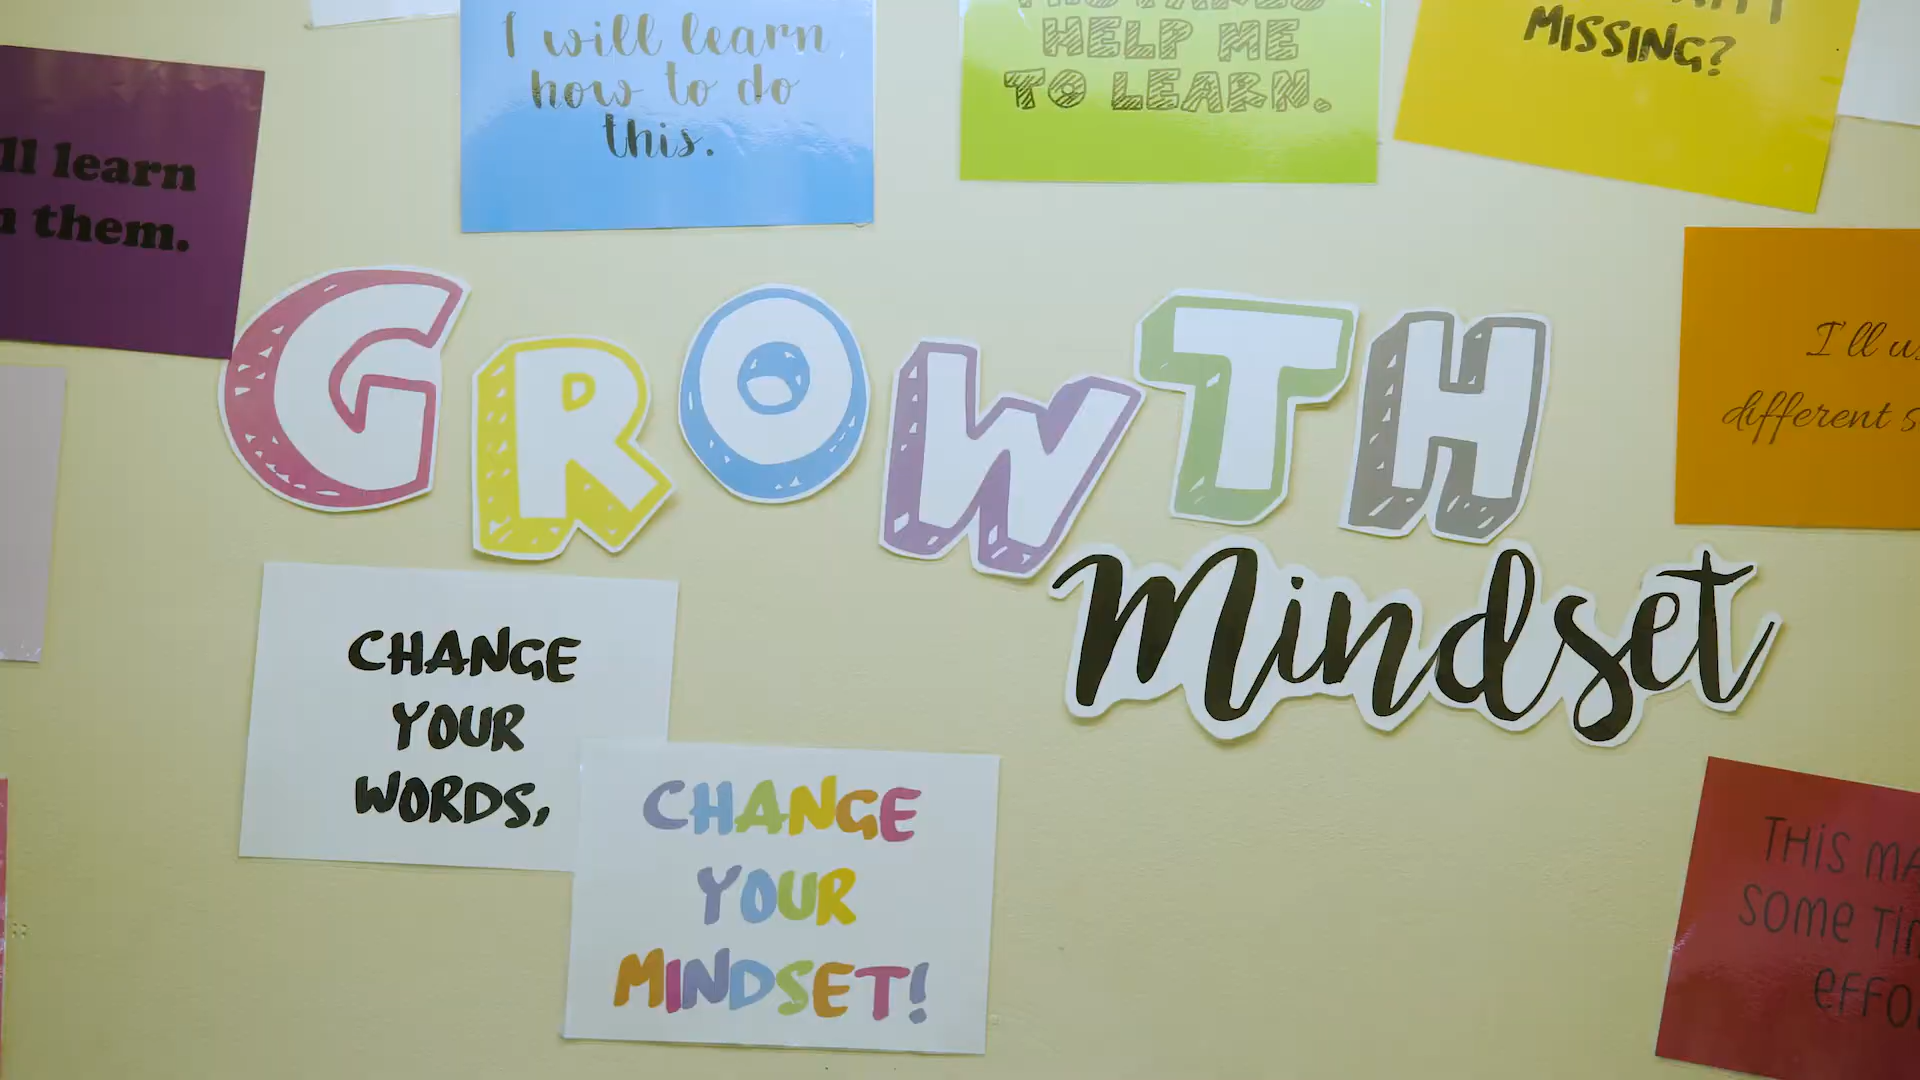 I will learn
how to do
this.
HELP ME
TO LEARN.
MISSING?
learn
them.
GROWTH
Mindset
I'll
different
CHANGE
YOUR
WORDS,
CHANGE
YOUR
MINDSET!
THIS
SOME